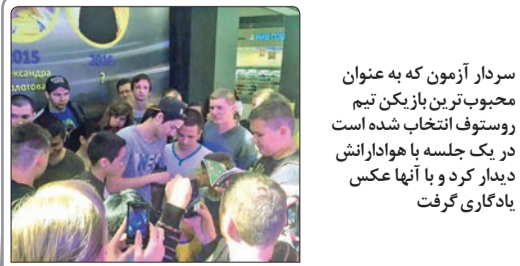 سردار آزمون که به عنوان
محبوب‌ترین بازیکن تیم
روستوف انتخاب شده است
در یک جلسه با هوادارانش
دیدار کرد و با آنها عکس
یادگاری گرفت
2015
2016
?